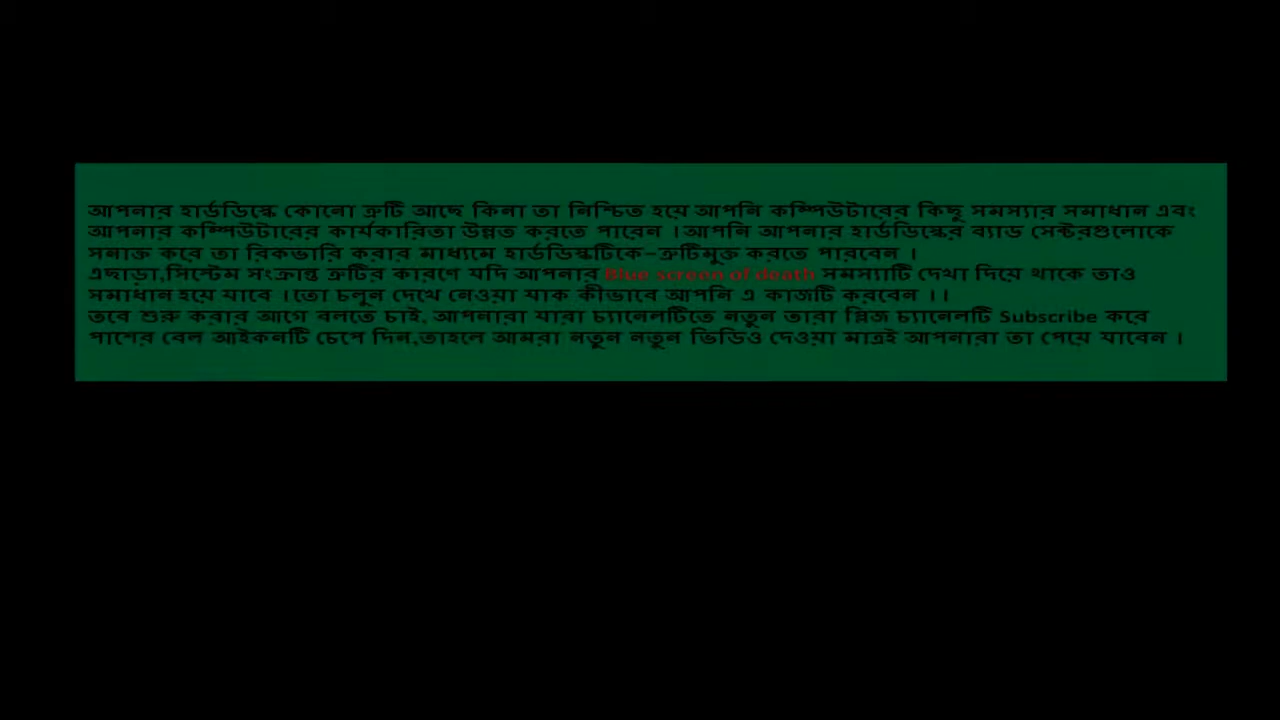 আপনার হার্ডডিস্কে কোনো ত্রুটি আছে কিনা তা নিশ্চিত হয়ে আপনি কম্পিউটারের কিছু সমস্যার সমাধান এবং
আপনার কম্পিউটারের কার্যকারিতা উন্নত করতে পারেন ।আপনি আপনার হার্ডডিস্কের ব্যাড সেক্টরগুলোকে
সনাক্ত করে তা রিকভারি করার মাধ্যমে হার্ডডিস্কটিকে-ত্রুটিমুক্ত করতে পারবেন ।
এছাড়া,সিস্টেম সংক্রান্ত ত্রুটির কারণে যদি আপনার Blue screen of death সমস্যাটি দেখা দিয়ে থাকে তাও
সমাধান হয়ে যাবে ।তো চলুন দেখে নেওয়া যাক কীভাবে আপনি এ কাজটি করবেন ।।
তবে শুরু করার আগে বলতে চাই, আপনারা যারা চ্যানেলটিতে নতুন তারা প্লিজ চ্যানেলটি Subscribe করে
পাশের বেল আইকনটি চেপে দিন,তাহলে আমরা নতুন নতুন ভিডিও দেওয়া মাত্রই আপনারা তা পেয়ে যাবেন ।